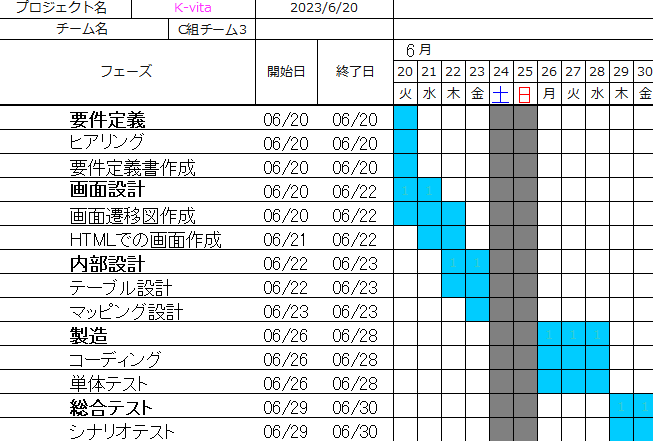 プロジェクト名 K-vita 2023/6/20
チーム名 C組チーム3
6月
フェーズ 開始日 終了日 20 21 22 23 24 25 26 27 28 29 30
火 水 木 金 土 日 月 火 水 木 金
要件定義 06/20 06/20
ヒアリング 06/20 06/20
要件定義書作成 06/20 06/20
画面設計 06/20 06/22 1 1
画面遷移図作成 06/20 06/22
HTMLでの画面作成 06/21 06/22
内部設計 06/22 06/23 1 1
テーブル設計 06/22 06/23
マッピング設計 06/23 06/23
製造 06/26 06/28 1 1 1
コーディング 06/26 06/28
単体テスト 06/26 06/28
総合テスト 06/29 06/30 1 1
シナリオテスト 06/29 06/30